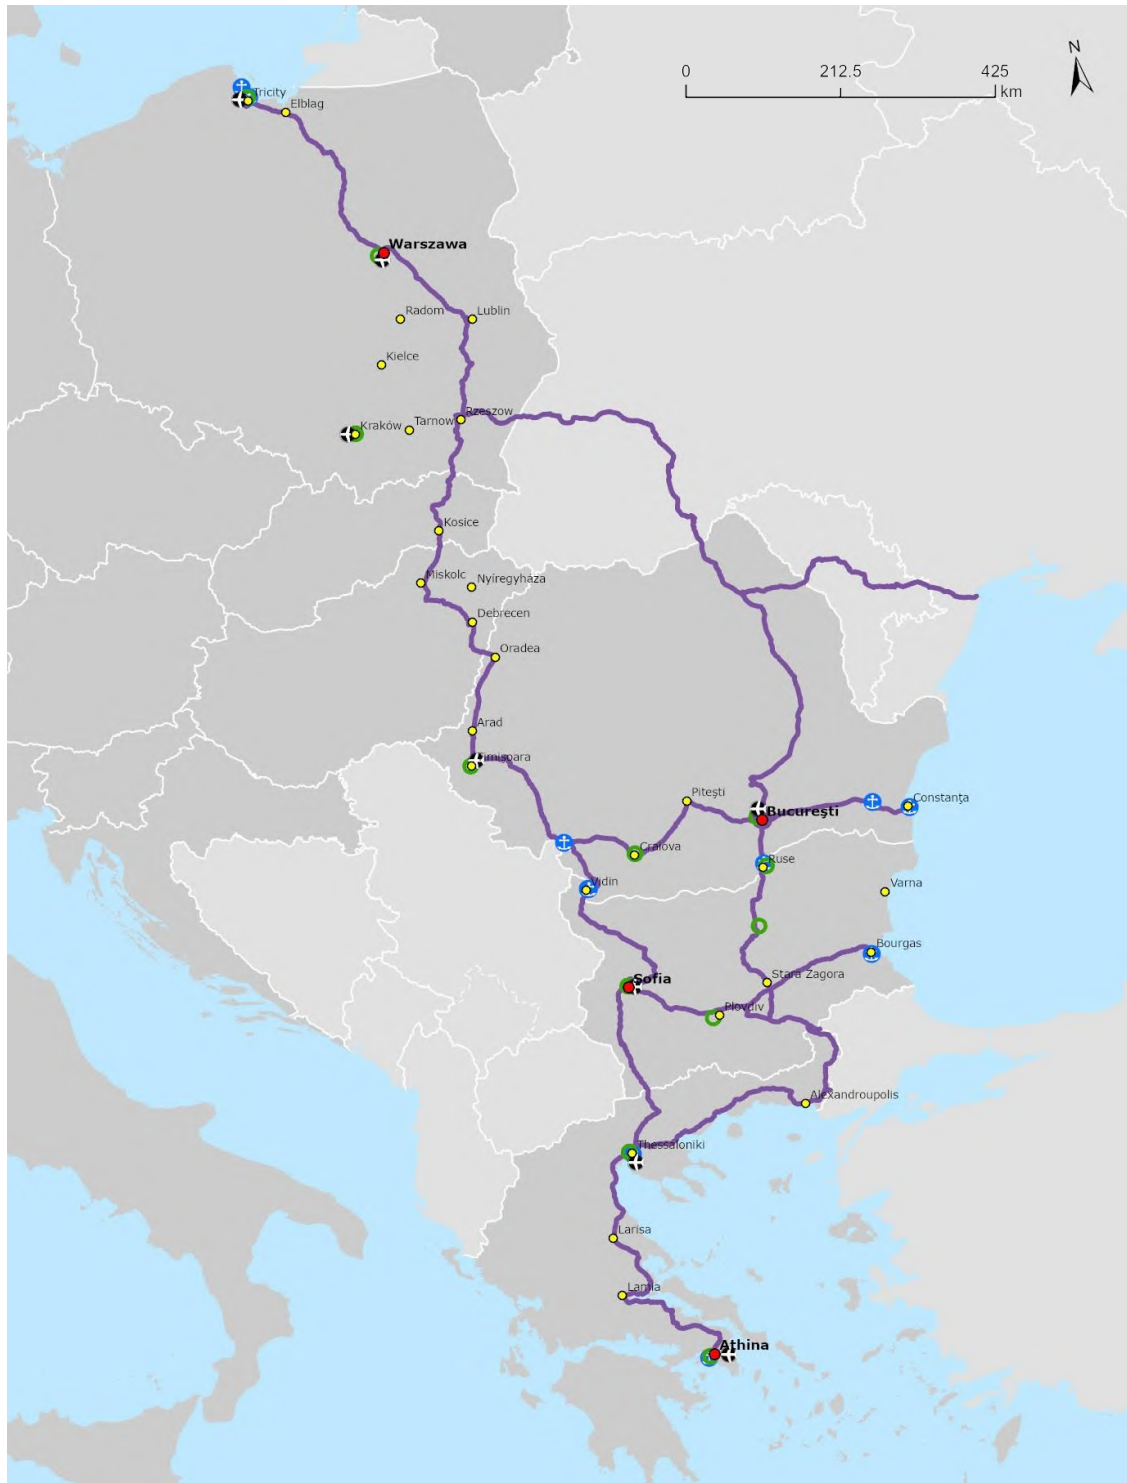 N
0 212.5 425
km
Tricity
Elblag
Warszawa
Radom
Lublin
Kielce
Rzeszow
Tarnow
Kraków
Kosice
Miskolc
Nyíregyháza
Debrecen
Oradea
Arad
Timişoara
Piteşti
Constanţa
Bucureşti
Craiova
Ruse
Vidin
Varna
Bourgas
Stara Zagora
Sofia
Plovdiv
Alexandroupolis
Thessaloniki
Larisa
Lamia
Athina